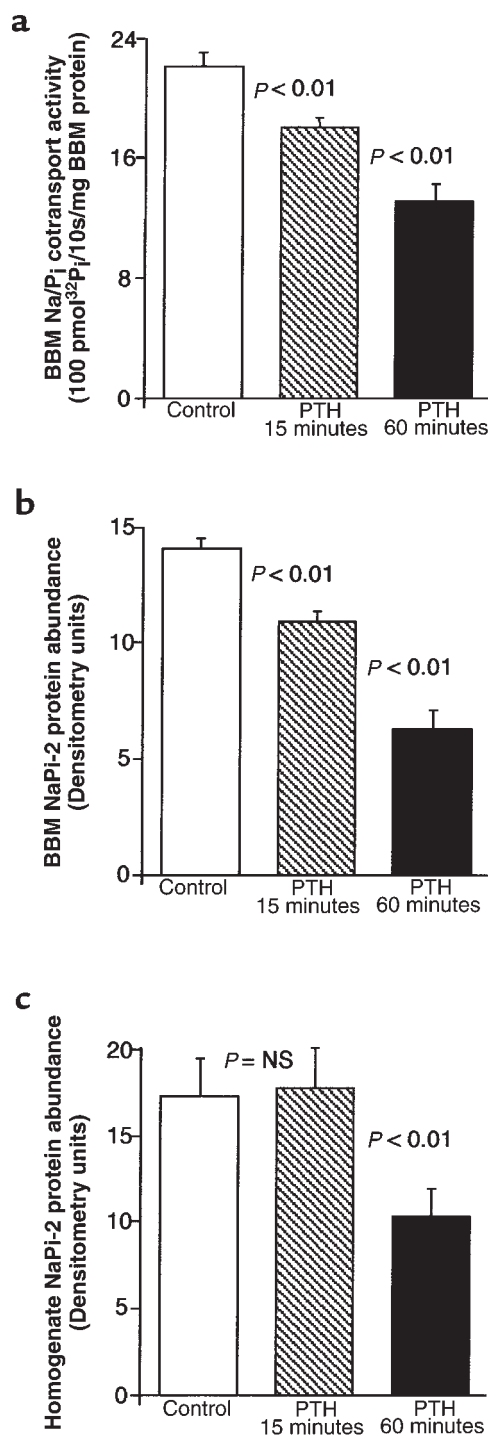 a
BBM Na/Pi cotransport activity
(100 pmol32Pi/10s/mg BBM protein)
24
16
8
0
P < 0.01
P < 0.01
Control
PTH
15 minutes
PTH
60 minutes
b
BBM NaPi-2 protein abundance
(Densitometry units)
15
10
5
0
P < 0.01
P < 0.01
Control
PTH
15 minutes
PTH
60 minutes
c
Homogenate NaPi-2 protein abundance
(Densitometry units)
20
15
10
5
0
P = NS
P < 0.01
Control
PTH
15 minutes
PTH
60 minutes